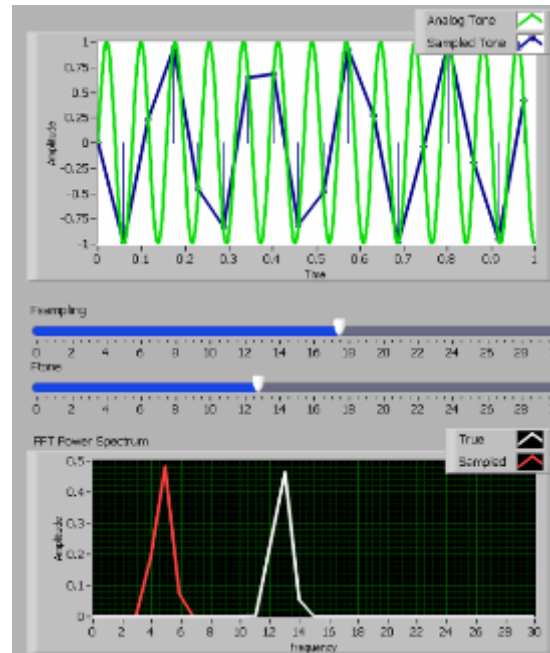 Analog Tone
Sampled Tone
1-
0.75-
0.5-
0.25-
0-
-0.25-
-0.5-
-0.75-
-1-
Amplitude
0 0.1 0.2 0.3 0.4 0.5 0.6 0.7 0.8 0.9 1
Time
Fsampling
0 2 4 6 8 10 12 14 16 18 20 22 24 26 28
Ftone
0 2 4 6 8 10 12 14 16 18 20 22 24 26 28
FFT Power Spectrum
True
Sampled
0.5-
0.4-
0.3-
0.2-
0.1-
0-
Amplitude
0 2 4 6 8 10 12 14 16 18 20 22 24 26 28 30
Frequency